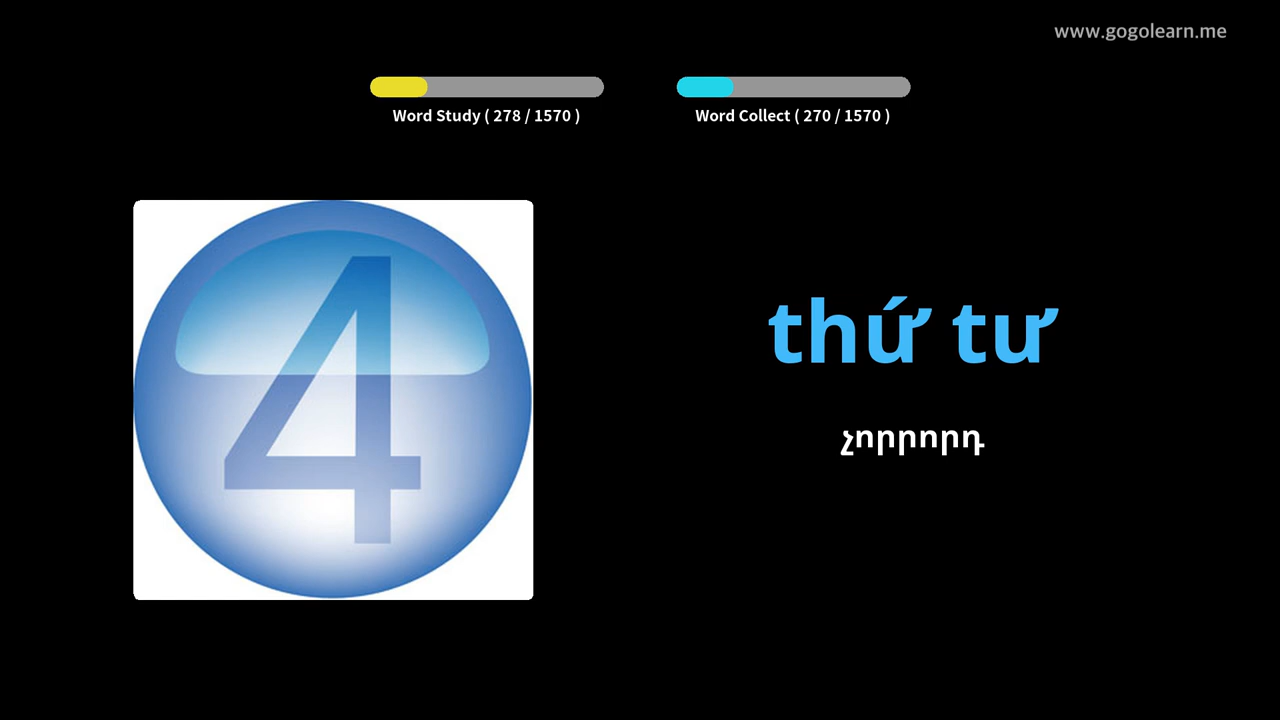 www.gogolearn.me
Word Study ( 278 / 1570 )
Word Collect ( 270 / 1570 )
4
thứ tư
չորրորդ